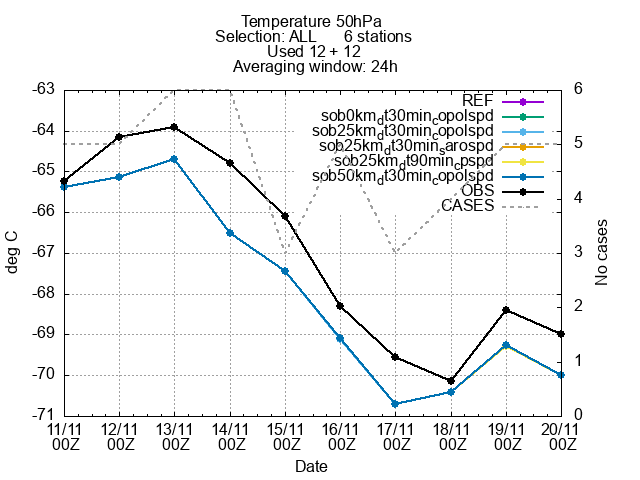 Temperature 50hPa
Selection: ALL 6 stations
Used 12 + 12
Averaging window: 24h
-63
-64
-65
-66
-67
-68
-69
-70
-71
deg C
REF
sob0km_dt30min_copolspd
sob25km_dt30min_copolspd
sob25km_dt30min_sarospd
sob25km_dt90min_cpspd
sob50km_dt30min_copolspd
OBS
CASES
6
5
4
3
2
1
0
No cases
11/11 12/11 13/11 14/11 15/11 16/11 17/11 18/11 19/11 20/11
00Z 00Z 00Z 00Z 00Z 00Z 00Z 00Z 00Z 00Z
Date